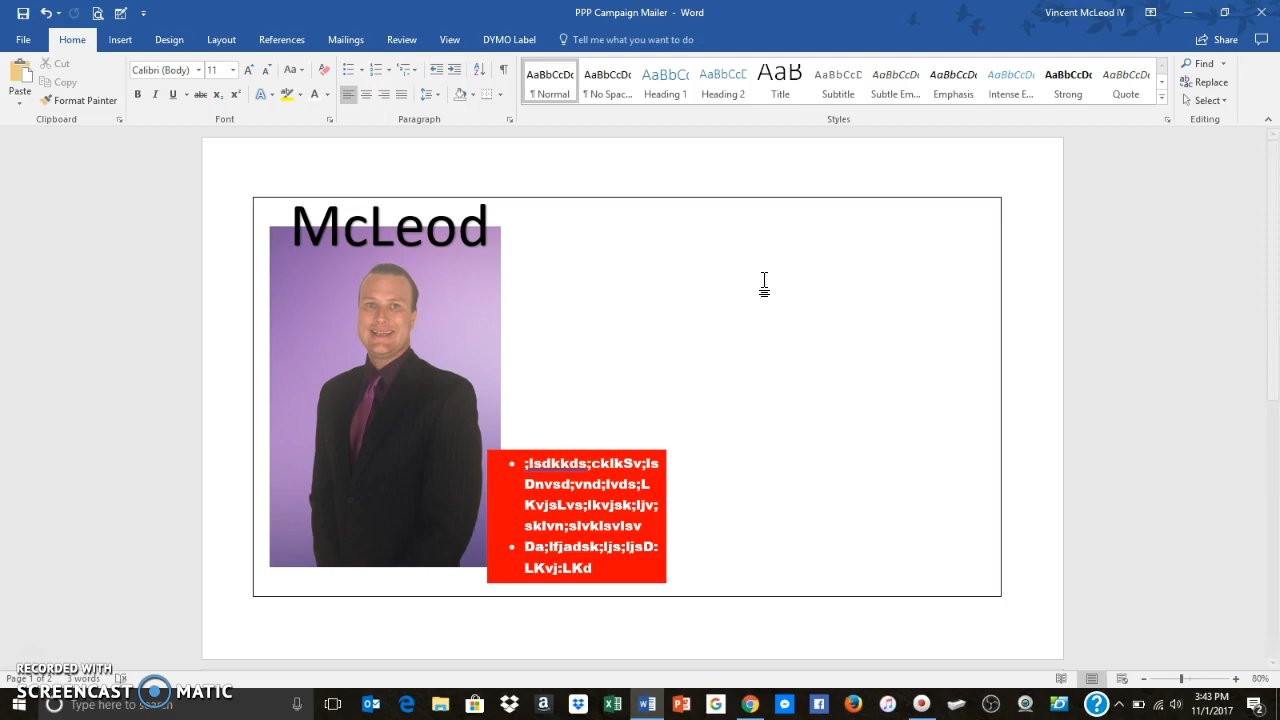 PPP Campaign Mailer - Word
Vincent McLeod IV
File Home Insert Design Layout References Mailings Review View DYMO Label Tell me what you want to do Share
Cut
Copy
Paste
Format Painter
Clipboard
Calibri (Body) 11
Font
Paragraph
AaBbCcDc AaBbCcDc AaBbCc AaBbCcD AaB AaBbCcD AaBbCcDc AaBbCcDc AaBbCcDc AaBbCcDc AaBbCcDc
¶ Normal ¶ No Spac... Heading 1 Heading 2 Title Subtitle Subtle Em... Emphasis Intense E... Strong Quote
Styles
Find
Replace
Select
Editing
McLeod
;lsdkkds;cklkSv;ls
Dnvsd;vnd;lvds;L
KvjsLvs;lkvjsk;ljv;
sklvn;slvklsvlsv
Da;lfjadsk;ljs;ljsD:
LKvj:LKd
RECORDED WITH
SCREENCAST MATIC
Page 1 of 2 3 words
80%
Type here to search
3:43 PM
11/1/2017